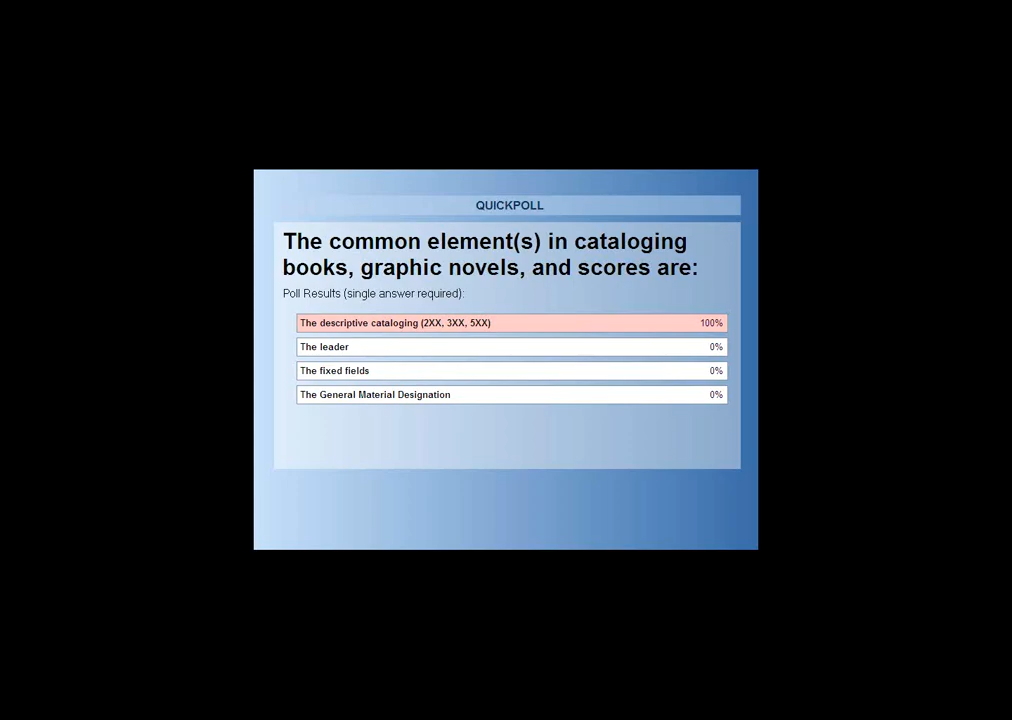 QUICKPOLL
The common element(s) in cataloging
books, graphic novels, and scores are:
Poll Results (single answer required):
The descriptive cataloging (2XX, 3XX, 5XX) 100%
The leader 0%
The fixed fields 0%
The General Material Designation 0%